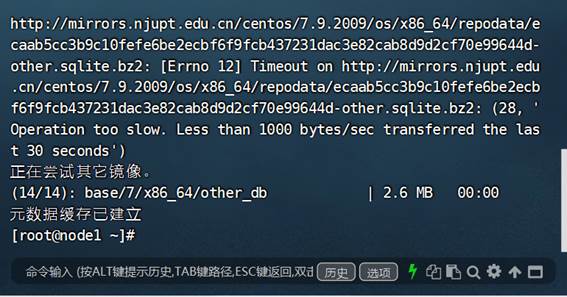 http://mirrors.njupt.edu.cn/centos/7.9.2009/os/x86_64/repodata/e
caab5cc3b9c10fefe6be2ecbf6f9fcb437231dac3e82cab8d9d2cf70e99644d-
other.sqlite.bz2: [Errno 12] Timeout on http://mirrors.njupt.edu
.cn/centos/7.9.2009/os/x86_64/repodata/ecaab5cc3b9c10fefe6be2ecb
f6f9fcb437231dac3e82cab8d9d2cf70e99644d-other.sqlite.bz2: (28, '
Operation too slow. Less than 1000 bytes/sec transferred the las
t 30 seconds')
正在尝试其它镜像。
(14/14): base/7/x86_64/other_db | 2.6 MB 00:00
元数据缓存已建立
[root@node1 ~]#
命令输入 (按ALT键提示历史,TAB键路径,ESC键返回,双击 历史 选项